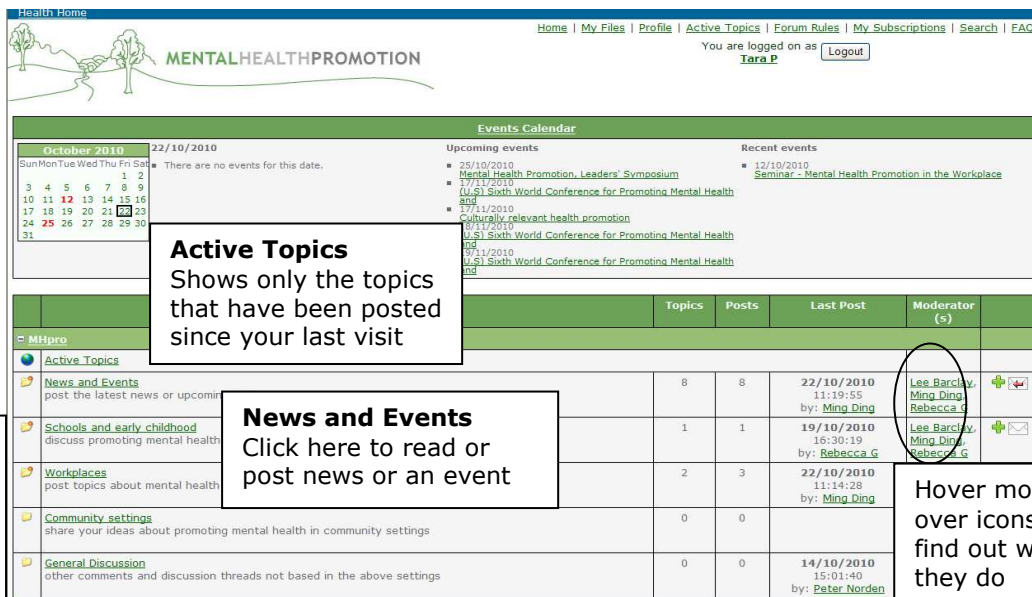 Health Home
Home | My Files | Profile | Active Topics | Forum Rules | My Subscriptions | Search | FAQ
You are logged on as
Tara P
Logout
MENTALHEALTHPROMOTION
Events Calendar
October 2010
Sun Mon Tue Wed Thu Fri Sat
1 2
3 4 5 6 7 8 9
10 11 12 13 14 15 16
17 18 19 20 21 22 23
24 25 26 27 28 29 30
31
22/10/2010
There are no events for this date.
Upcoming events
25/10/2010
Mental Health Promotion, Leaders' Symposium
17/11/2010
(U.S) Sixth World Conference for Promoting Mental Health
and
17/11/2010
Culturally relevant health promotion
18/11/2010
(U.S) Sixth World Conference for Promoting Mental Health
and
19/11/2010
(U.S) Sixth World Conference for Promoting Mental Health
and
Recent events
12/10/2010
Seminar - Mental Health Promotion in the Workplace
Active Topics
Shows only the topics
that have been posted
since your last visit
Topics Posts Last Post Moderator
(s)
MHpro
Active Topics
News and Events
post the latest news or
8 8 22/10/2010
11:19:55
by: Ming Ding
Lee Barclay,
Ming Ding,
Rebecca G
News and Events
Click here to read or
post news or an event
Schools and early childhood
discuss promoting mental health
1 1 19/10/2010
16:30:19
by: Rebecca G
Lee Barclay,
Ming Ding,
Rebecca G
Workplaces
post topics about mental health
2 3 22/10/2010
11:14:28
by: Ming Ding
Hover
over icons
find out
they do
Community settings
share your ideas about promoting mental health in community settings
0 0
General Discussion
other comments and discussion threads not based in the above settings
0 0 14/10/2010
15:01:40
by: Peter Norden